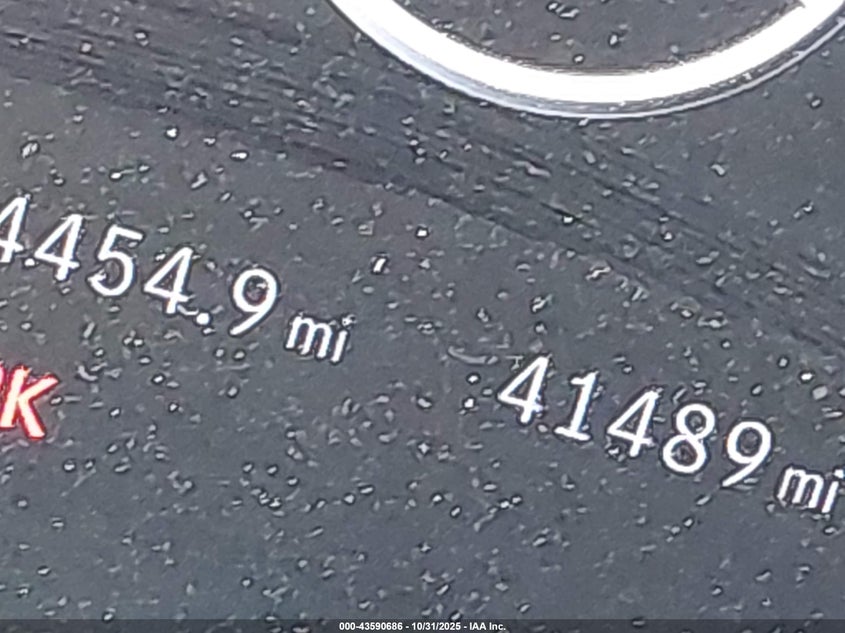 4454.9 mi
41489 mi
K
000-43590686 - 10/31/2025 - IAA Inc.